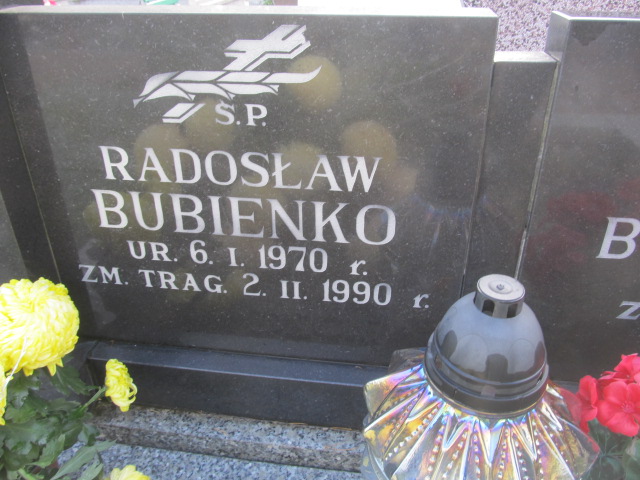 Ś.P.
RADOSŁAW
BUBIENKO
UR. 6. I. 1970 r.
ZM. TRAG. 2. II. 1990 r.
B
Z